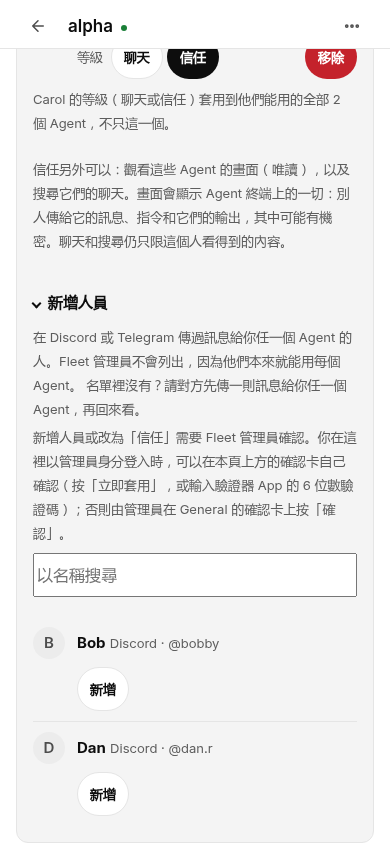 alpha
等級 聊天 信任 移除
Carol 的等級（聊天或信任）套用到他們能用的全部 2
個 Agent，不只這一個。
信任另外可以：觀看這些 Agent 的畫面（唯讀），以及
搜尋它們的聊天。畫面會顯示 Agent 終端上的一切：別
人傳給它的訊息、指令和它們的輸出，其中可能有機
密。聊天和搜尋仍只限這個人看得到的內容。
新增人員
在 Discord 或 Telegram 傳過訊息給你任一個 Agent 的
人。Fleet 管理員不會列出，因為他們本來就能用每個
Agent。 名單裡沒有？請對方先傳一則訊息給你任一個
Agent，再回來看。
新增人員或改為「信任」需要 Fleet 管理員確認。你在這
裡以管理員身分登入時，可以在本頁上方的確認卡自己
確認（按「立即套用」，或輸入驗證器 App 的 6 位數驗
證碼）；否則由管理員在 General 的確認卡上按「確
認」。
以名稱搜尋
B Bob Discord · @bobby
新增
D Dan Discord · @dan.r
新增